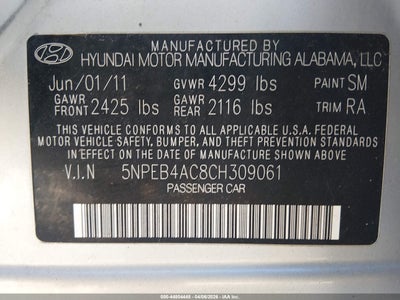 MANUFACTURED BY
HYUNDAI MOTOR MANUFACTURING ALABAMA, LLC
Jun/01/11 GVWR 4299 lbs PAINT SM
GAWR FRONT 2425 lbs GAWR REAR 2116 lbs TRIM RA
THIS VEHICLE CONFORMS TO ALL APPLICABLE U.S.A. FEDERAL
MOTOR VEHICLE SAFETY, BUMPER, AND THEFT PREVENTION STANDARDS
IN EFFECT ON THE DATE OF MANUFACTURE SHOWN ABOVE.
V.I.N 5NPEB4AC8CH309061
PASSENGER CAR